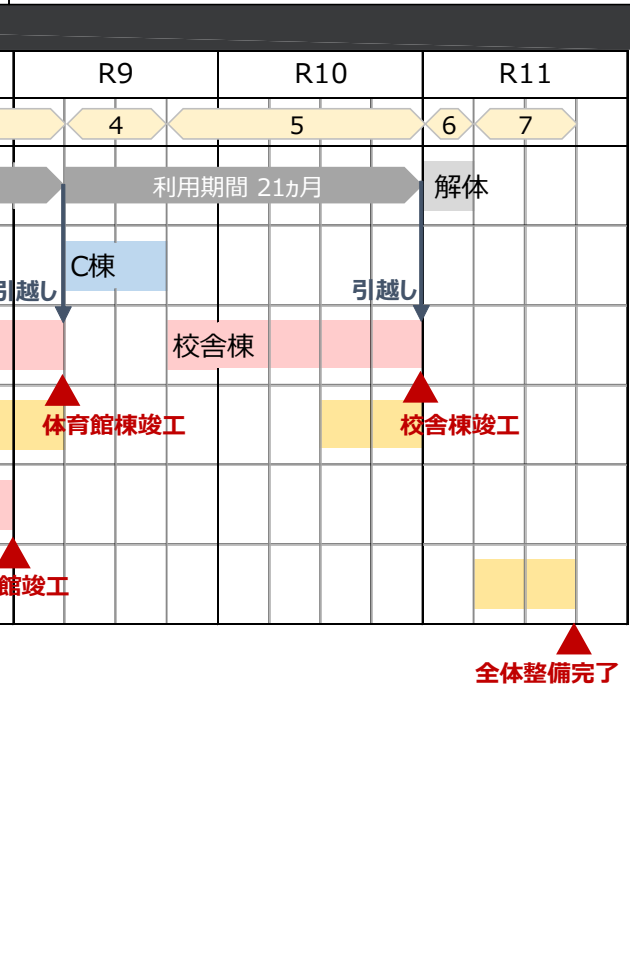 R9
R10
R11
4
5
6
7
利用期間 21ヵ月
解体
C棟
引越し
引越し
校舎棟
体育館棟竣工
校舎棟竣工
館竣工
全体整備完了